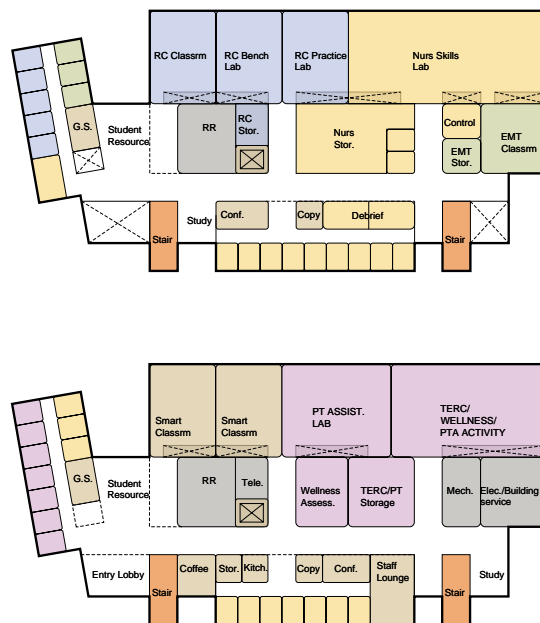 RC Classrm
RC Bench
Lab
RC Practice
Lab
Nurs Skills
Lab
G.S.
Student
Resource
RR
RC
Stor.
Nurs
Stor.
Control
EMT
Stor.
EMT
Classrm
Stair
Study
Conf.
Copy
Debrief
Stair
Smart
Classrm
Smart
Classrm
PT ASSIST.
LAB
TERC/
WELLNESS/
PTA ACTIVITY
G.S.
Student
Resource
RR
Tele.
Wellness
Assess.
TERC/PT
Storage
Mech.
Elec./Building
service
Entry Lobby
Stair
Coffee
Stor.
Kitch.
Copy
Conf.
Staff
Lounge
Stair
Study